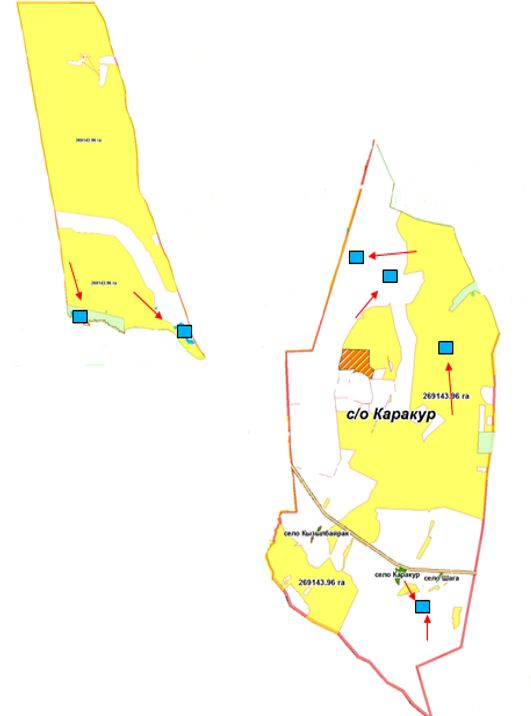 269143.96 га
269143.96 га
269143.96 га
с/о Каракур
село Кызылбайрак
село Каракур
село Шага
269143.96 га